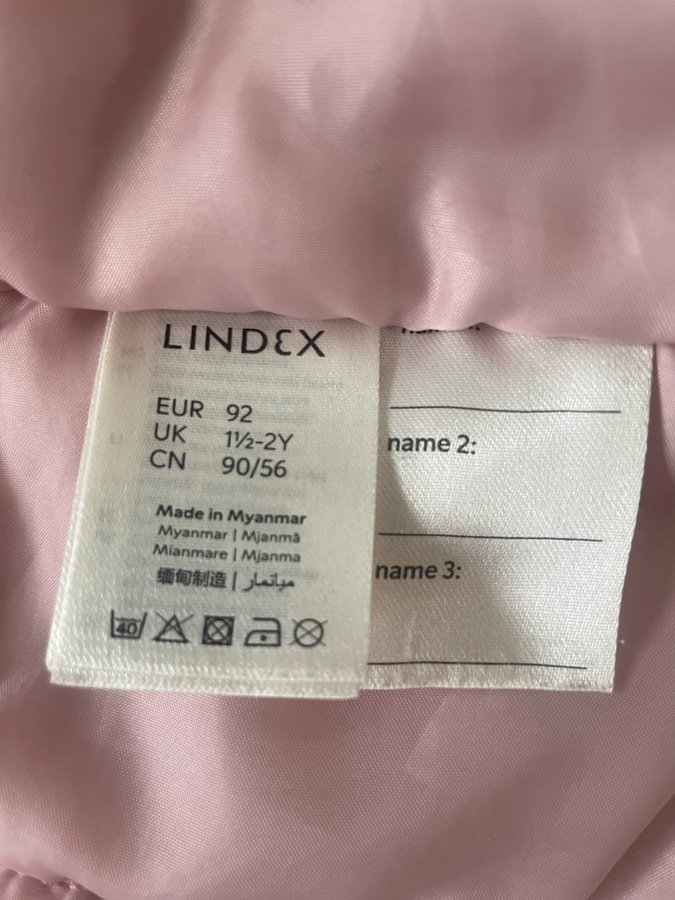 LINDEX
EUR 92
UK 1½-2Y
CN 90/56
Made in Myanmar
Myanmar | Mjanmā
Mianmare | Mjanma
缅甸制造 | ميانمار
40
name 2:
name 3: